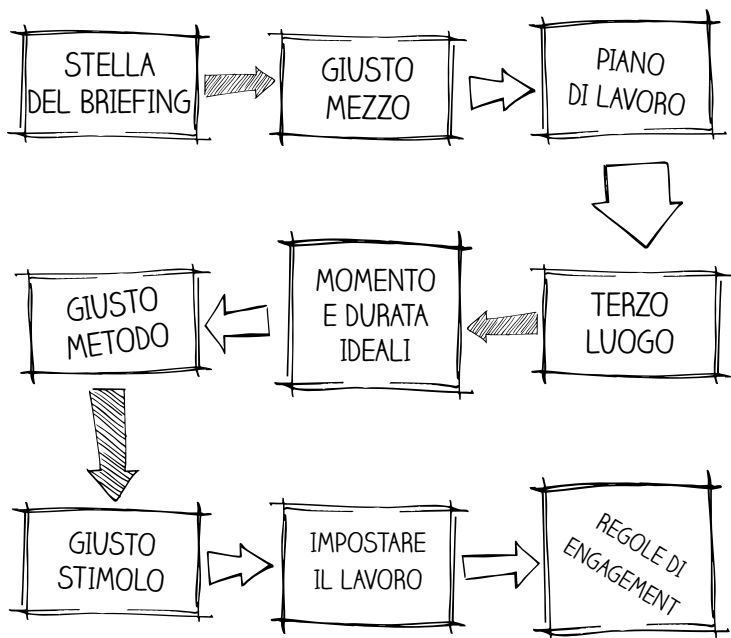 STELLA
DEL BRIEFING
GIUSTO
MEZZO
PIANO
DI LAVORO
TERZO
LUOGO
MOMENTO
E DURATA
IDEALI
GIUSTO
METODO
GIUSTO
STIMOLO
IMPOSTARE
IL LAVORO
REGOLE DI
ENGAGEMENT